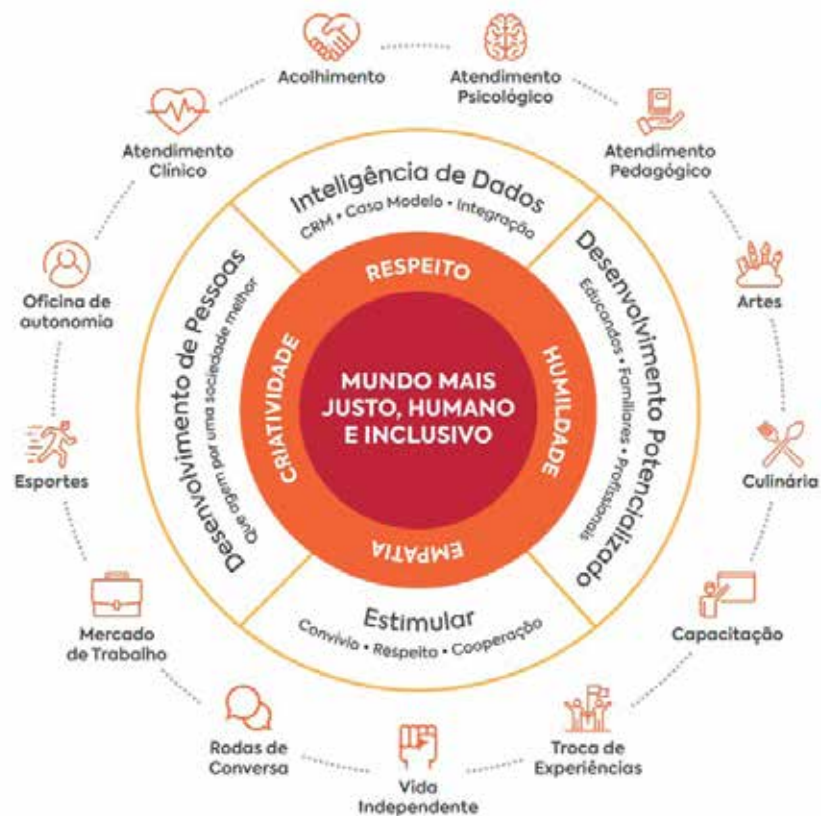 Acolhimento
Atendimento
Psicológico
Atendimento
Pedagógico
Artes
Culinária
Capacitação
Troca de
Experiências
Vida
Independente
Rodas de
Conversa
Mercado
de Trabalho
Esportes
Oficina de
autonomia
Atendimento
Clínico
Inteligência de Dados
CRM • Caso Modelo • Integração
Desenvolvimento Potencializado
Educandos • Familiares • Profissionais
Estimular
Convívio • Respeito • Cooperação
Desenvolvimento de Pessoas
Que agem por uma sociedade melhor
RESPEITO
HUMILDADE
EMPATIA
CRIATIVIDADE
MUNDO MAIS
JUSTO, HUMANO
E INCLUSIVO